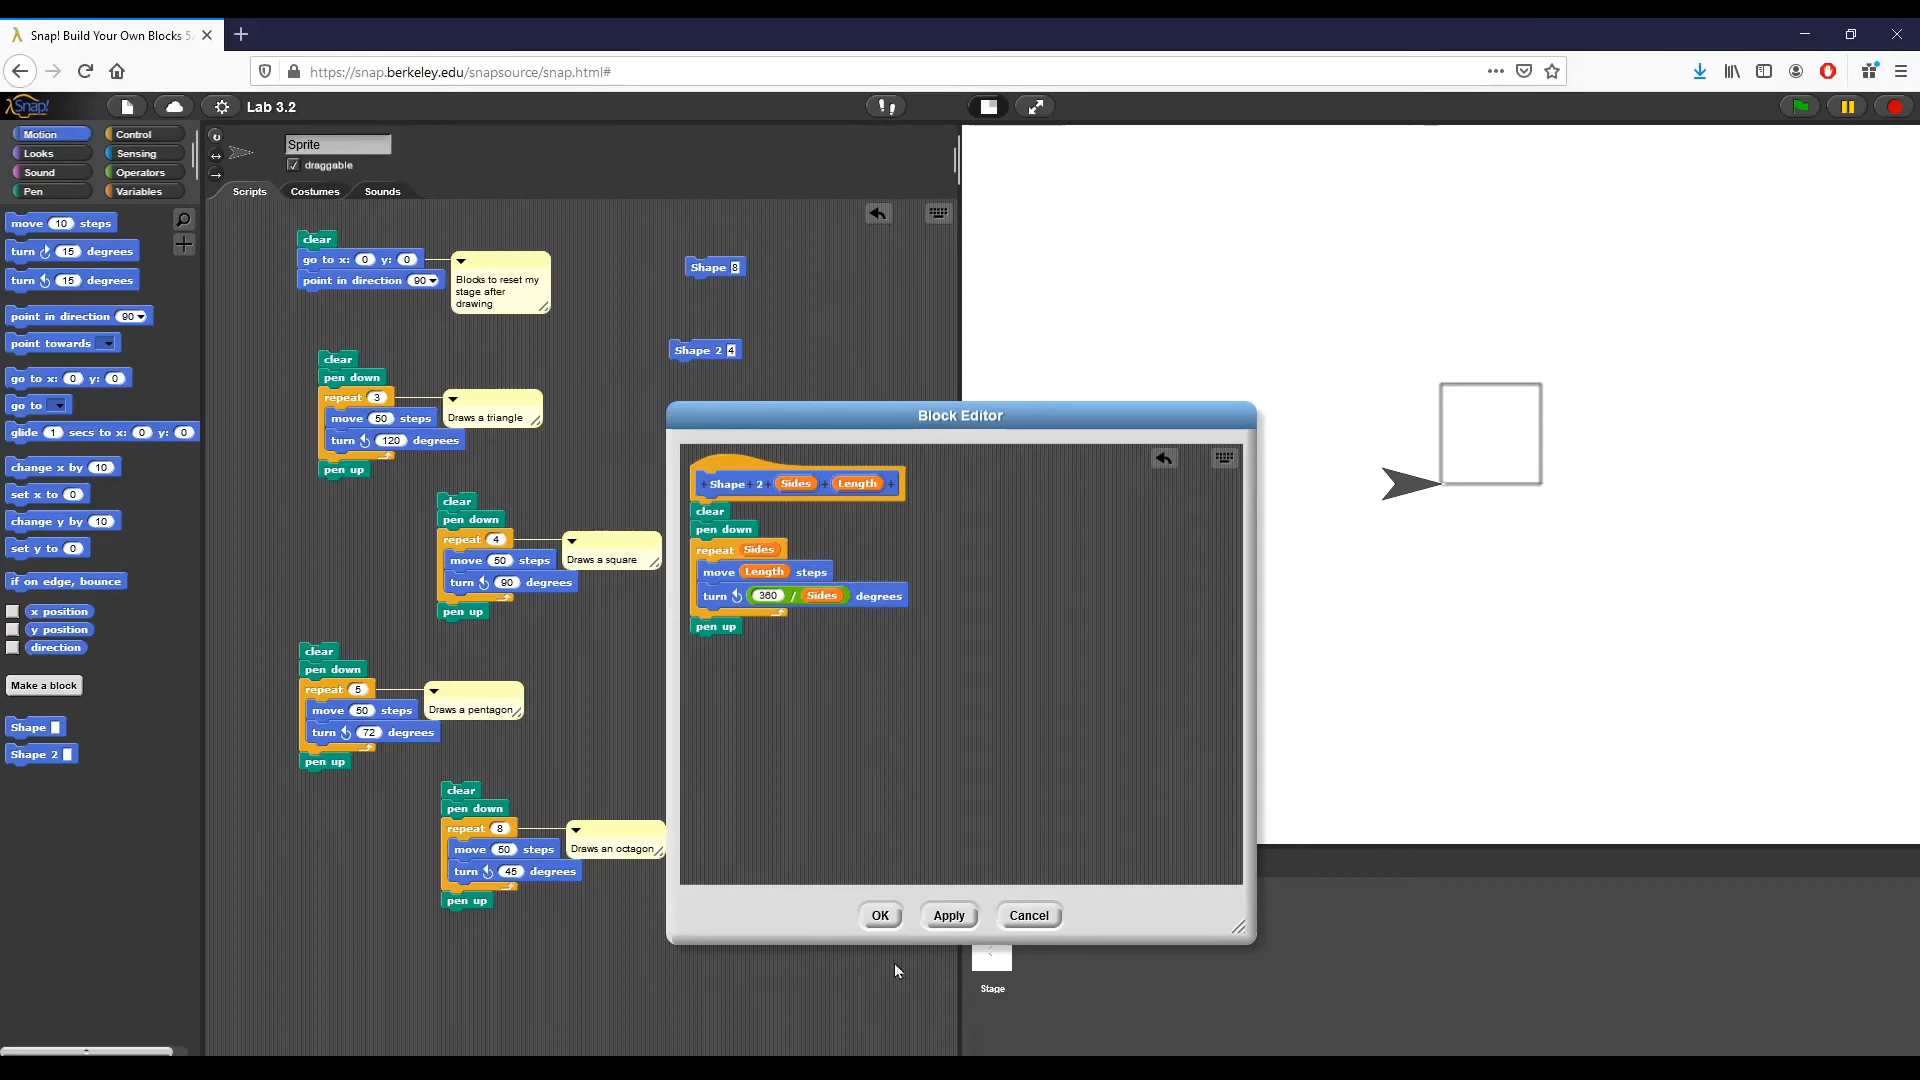 Snap! Build Your Own Blocks 5.
https://snap.berkeley.edu/snapsource/snap.html#
Snap!
Lab 3.2
Motion Control
Looks Sensing
Sound Operators
Pen Variables
move 10 steps
turn 15 degrees
turn 15 degrees
point in direction 90
point towards
go to x: 0 y: 0
go to
glide 1 secs to x: 0 y: 0
change x by 10
set x to 0
change y by 10
set y to 0
if on edge, bounce
x position
y position
direction
Make a block
Shape
Shape 2
Sprite
draggable
Scripts Costumes Sounds
clear
go to x: 0 y: 0
point in direction 90
Blocks to reset my
stage after
drawing
clear
pen down
repeat 3
move 50 steps
turn 120 degrees
pen up
Draws a triangle
clear
pen down
repeat 4
move 50 steps
turn 90 degrees
pen up
Draws a square
clear
pen down
repeat 5
move 50 steps
turn 72 degrees
pen up
Draws a pentagon
clear
pen down
repeat 8
move 50 steps
turn 45 degrees
pen up
Draws an octagon
Shape 8
Shape 2 4
Block Editor
+ Shape + 2 + Sides + Length +
clear
pen down
repeat Sides
move Length steps
turn 360 / Sides degrees
pen up
OK Apply Cancel
Stage